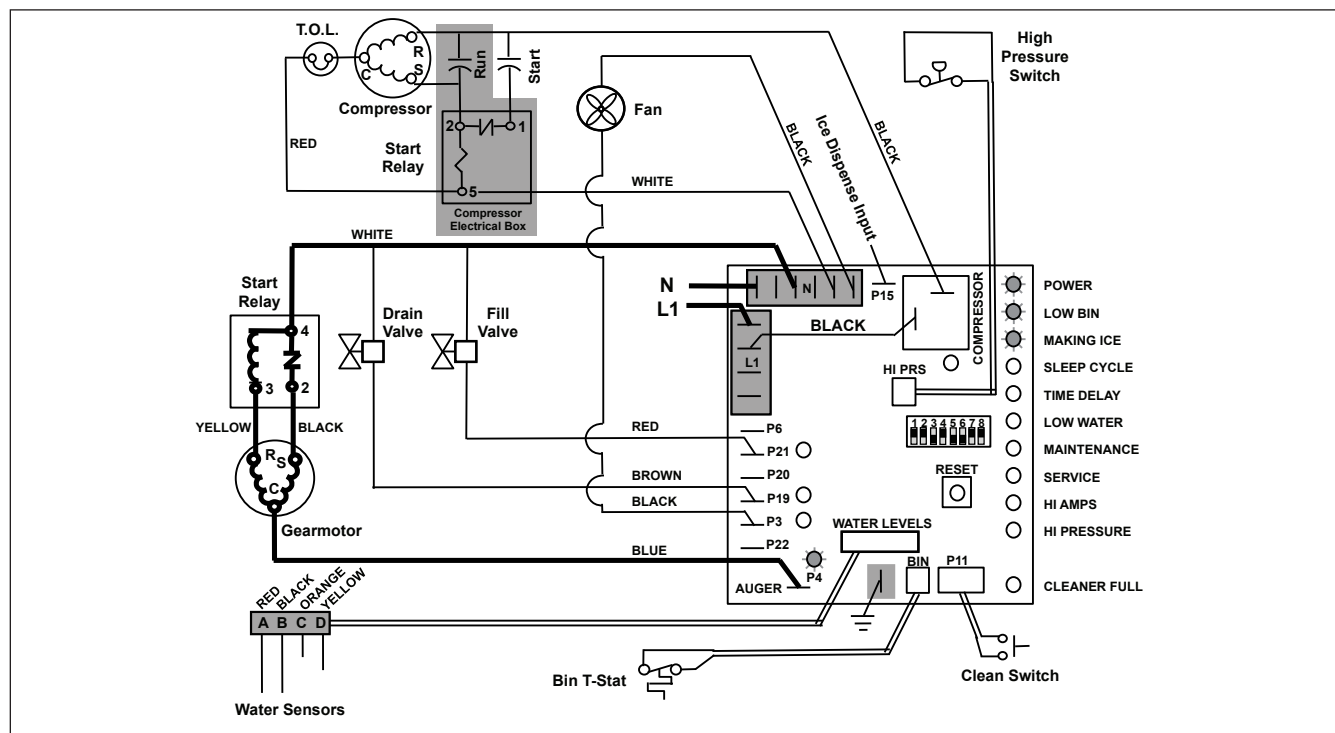 T.O.L.
R
S
C
Compressor
Run
Start
RED
2
1
Start
Relay
5
Compressor
Electrical Box
Fan
WHITE
BLACK
Ice Dispense Input
BLACK
High
Pressure
Switch
WHITE
N
N
L1
P15
COMPRESSOR
BLACK
L1
HI PRS
POWER
LOW BIN
MAKING ICE
SLEEP CYCLE
TIME DELAY
LOW WATER
MAINTENANCE
SERVICE
HI AMPS
HI PRESSURE
CLEANER FULL
Start
Relay
4
3
2
YELLOW
BLACK
R
S
C
Gearmotor
Drain
Valve
Fill
Valve
RED
BROWN
BLACK
BLUE
P6
P21
P20
P19
P3
P22
P4
AUGER
1 2 3 4 5 6 7 8
RESET
WATER LEVELS
BIN
P11
RED
BLACK
ORANGE
YELLOW
A B C D
Water Sensors
Bin T-Stat
Clean Switch